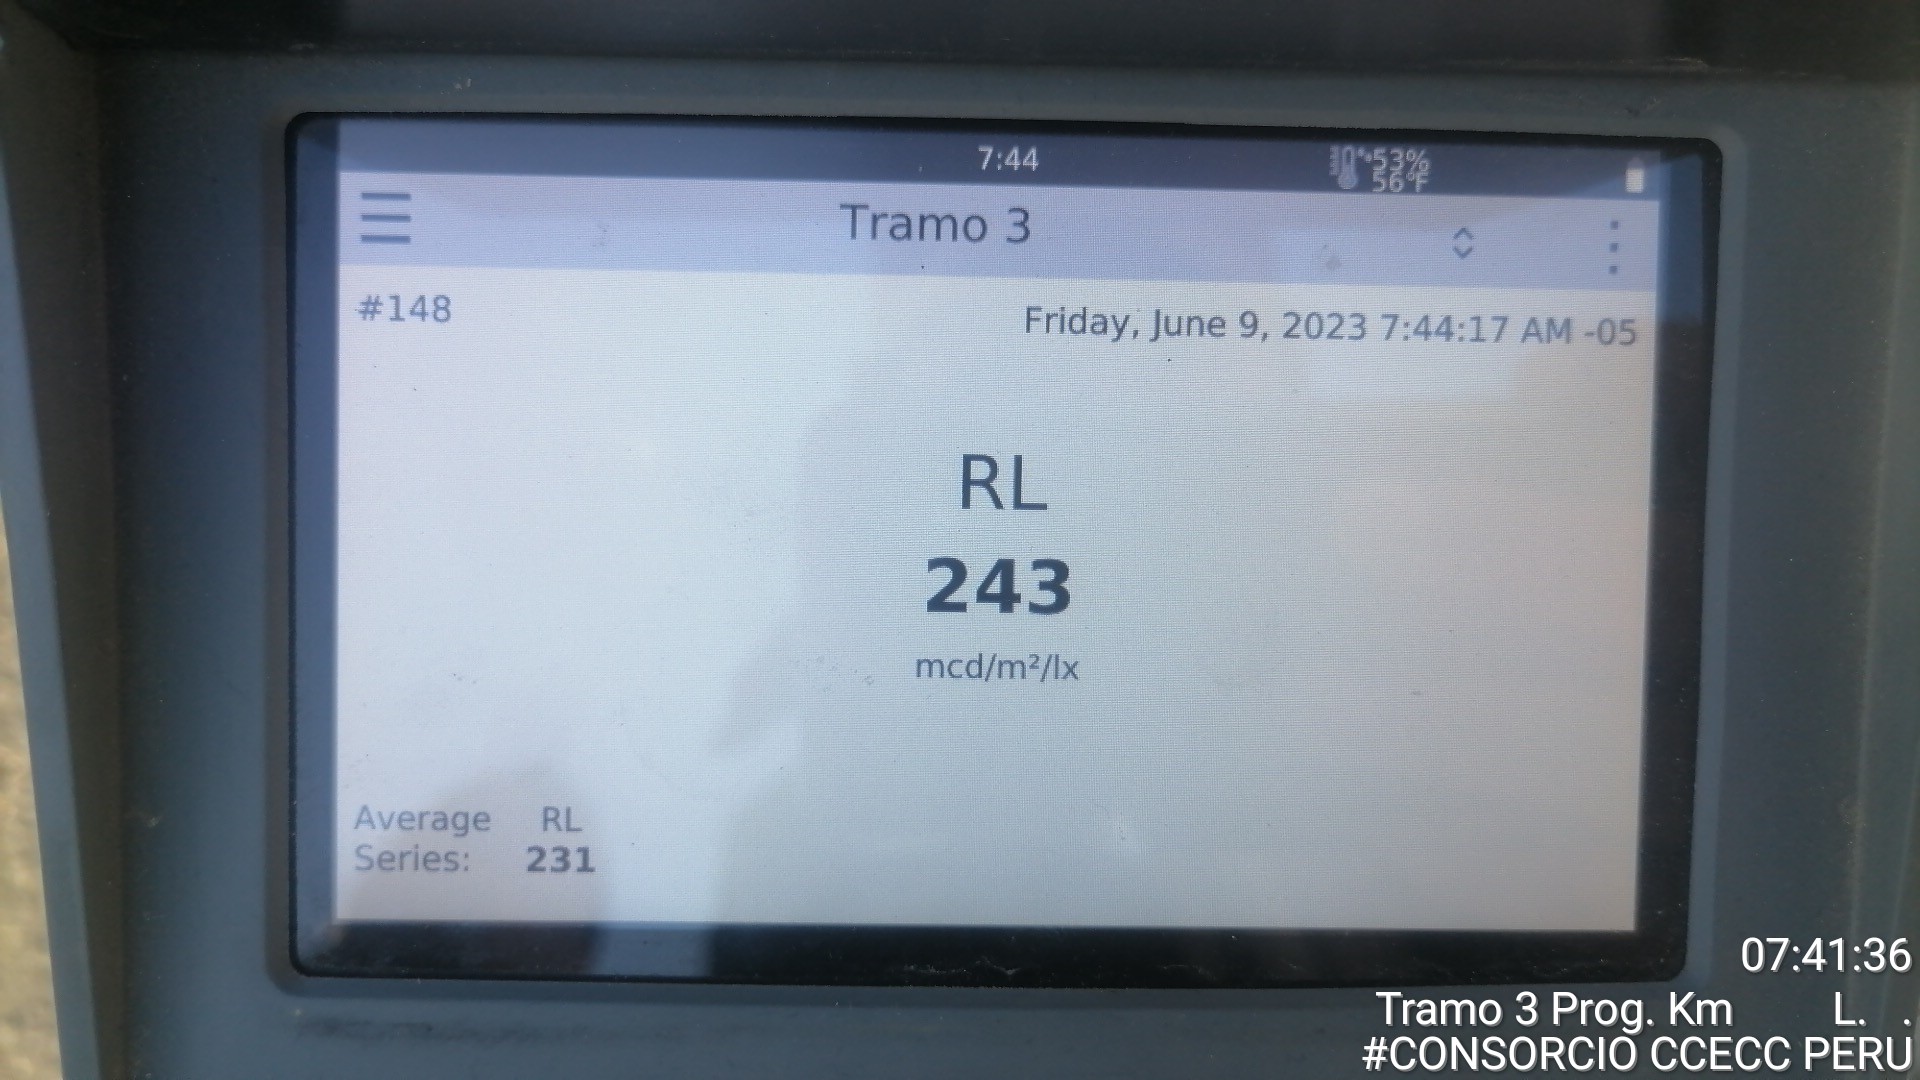 7:44
53%
56°F
Tramo 3
#148
Friday, June 9, 2023 7:44:17 AM -05
RL
243
mcd/m²/lx
Average RL
Series: 231
07:41:36
Tramo 3 Prog. Km L. .
#CONSORCIO CCECC PERU